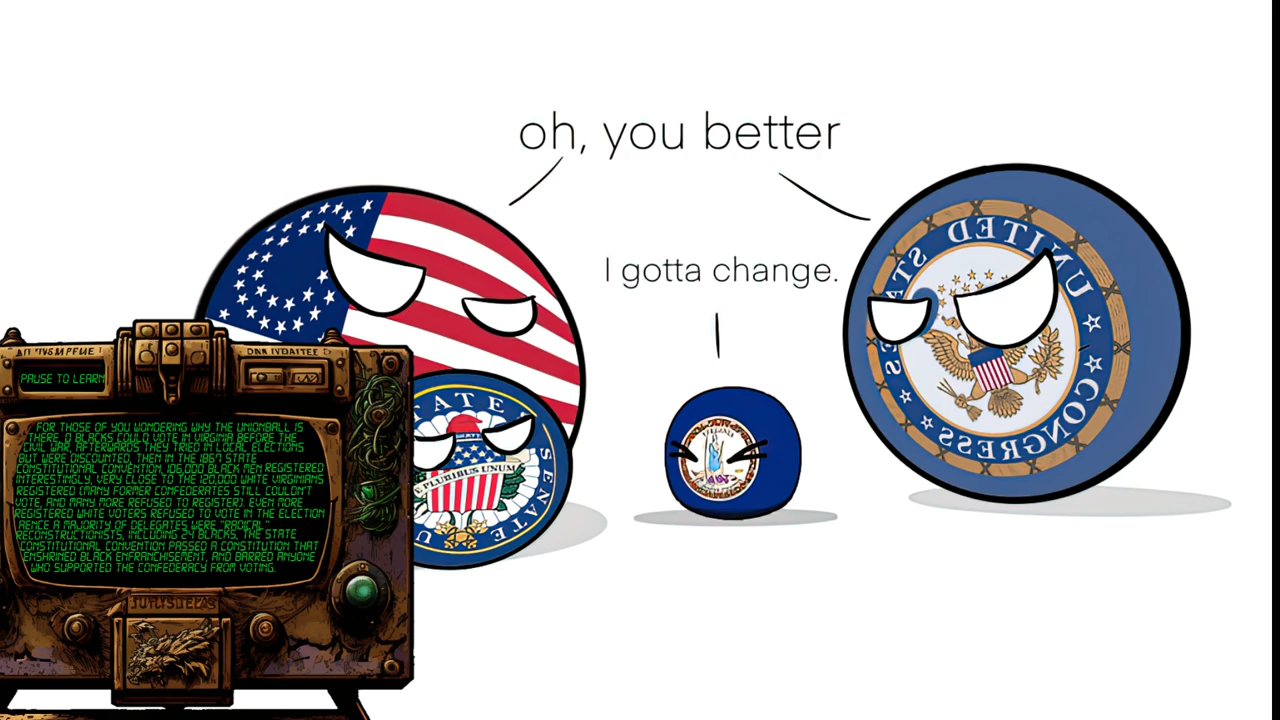 oh, you better
I gotta change.
PAUSE TO LEARN
FOR THOSE OF YOU WONDERING WHY THE UNIONBALL IS
THERE. 0 BLACKS COULD VOTE IN VIRGINIA BEFORE THE
CIVIL WAR, AFTERWARDS THEY TRIED IN LOCAL ELECTIONS
BUT WERE DISCOUNTED, THEN IN THE 1867 STATE
CONSTITUTIONAL CONVENTION, 106,000 BLACK MEN REGISTERED
INTERESTINGLY, VERY CLOSE TO THE 120,000 WHITE VIRGINIANS
REGISTERED (MANY FORMER CONFEDERATES STILL COULDN'T
VOTE, AND MANY MORE REFUSED TO REGISTER). EVEN MORE
REGISTERED WHITE VOTERS REFUSED TO VOTE IN THE ELECTION
HENCE A MAJORITY OF DELEGATES WERE "RADICAL"
RECONSTRUCTIONISTS, INCLUDING 24 BLACKS, THE STATE
CONSTITUTIONAL CONVENTION PASSED A CONSTITUTION THAT
ENSHRINED BLACK ENFRANCHISEMENT, AND BARRED ANYONE
WHO SUPPORTED THE CONFEDERACY FROM VOTING.
TATE
SENATE
U
E PLURIBUS UNUM
UNITED STATES
CONGRESS